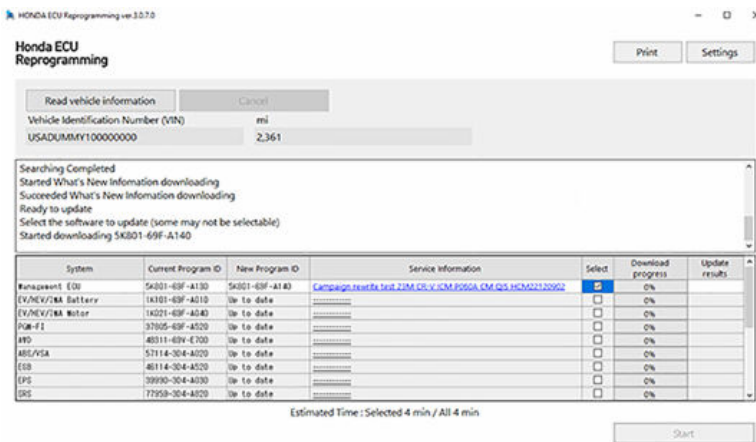 HONDA ECU Reprogramming ver.3.0.7.0
Honda ECU
Reprogramming
Print Settings
Read vehicle information Cancel
Vehicle Identification Number (VIN) mi
USADUMMY100000000 2,361
Searching Completed
Started What's New Infomation downloading
Succeeded What's New Infomation downloading
Ready to update
Select the software to update (some may not be selectable)
Started downloading 5K801-69F-A140
System Current Program ID New Program ID Service Information Select Download progress Update results
Management ECU 5K801-69F-A130 5K801-69F-A140 Campaign rewrite test 23M CR-V ICM P060A CM QIS HCM22120902 0%
EV/HEV/IMA Battery 1K101-69F-A010 Up to date 0%
EV/HEV/IMA Motor 1K021-69F-AG40 Up to date 0%
PGM-FI 37805-69F-A520 Up to date 0%
AWD 48311-69V-E700 Up to date 0%
ABS/VSA 57114-304-A020 Up to date 0%
ESB 46114-304-A520 Up to date 0%
EPS 39990-304-A030 Up to date 0%
SRS 77959-304-A820 Up to date 0%
Estimated Time : Selected 4 min / All 4 min
Start